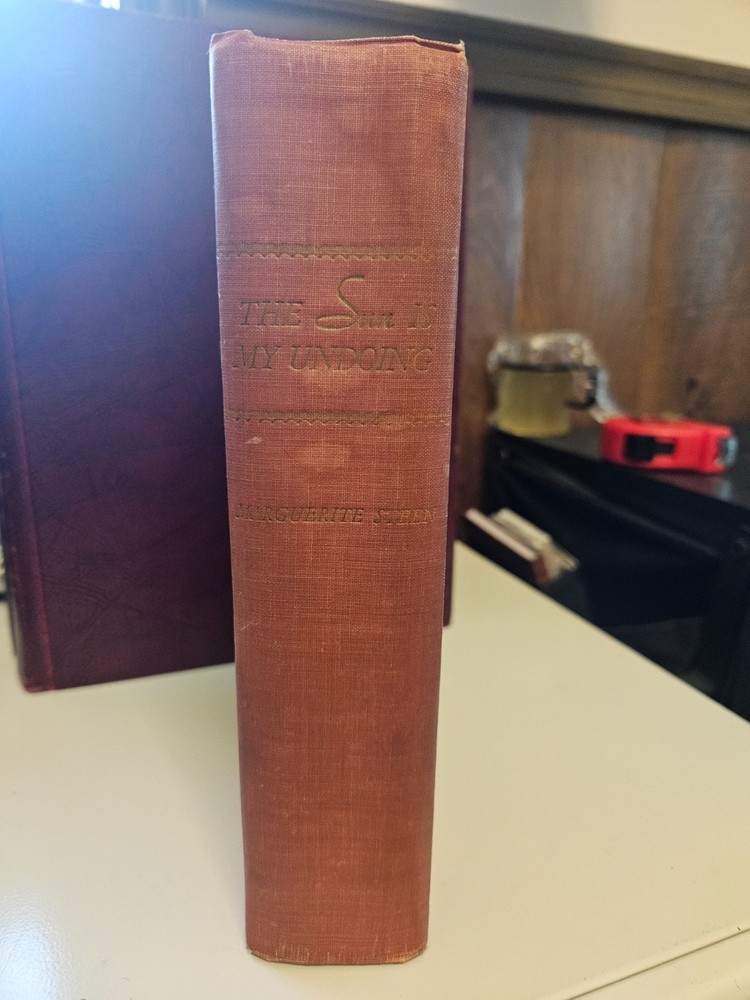 THE Sun IS
MY UNDOING
MARGUERITE STEEN